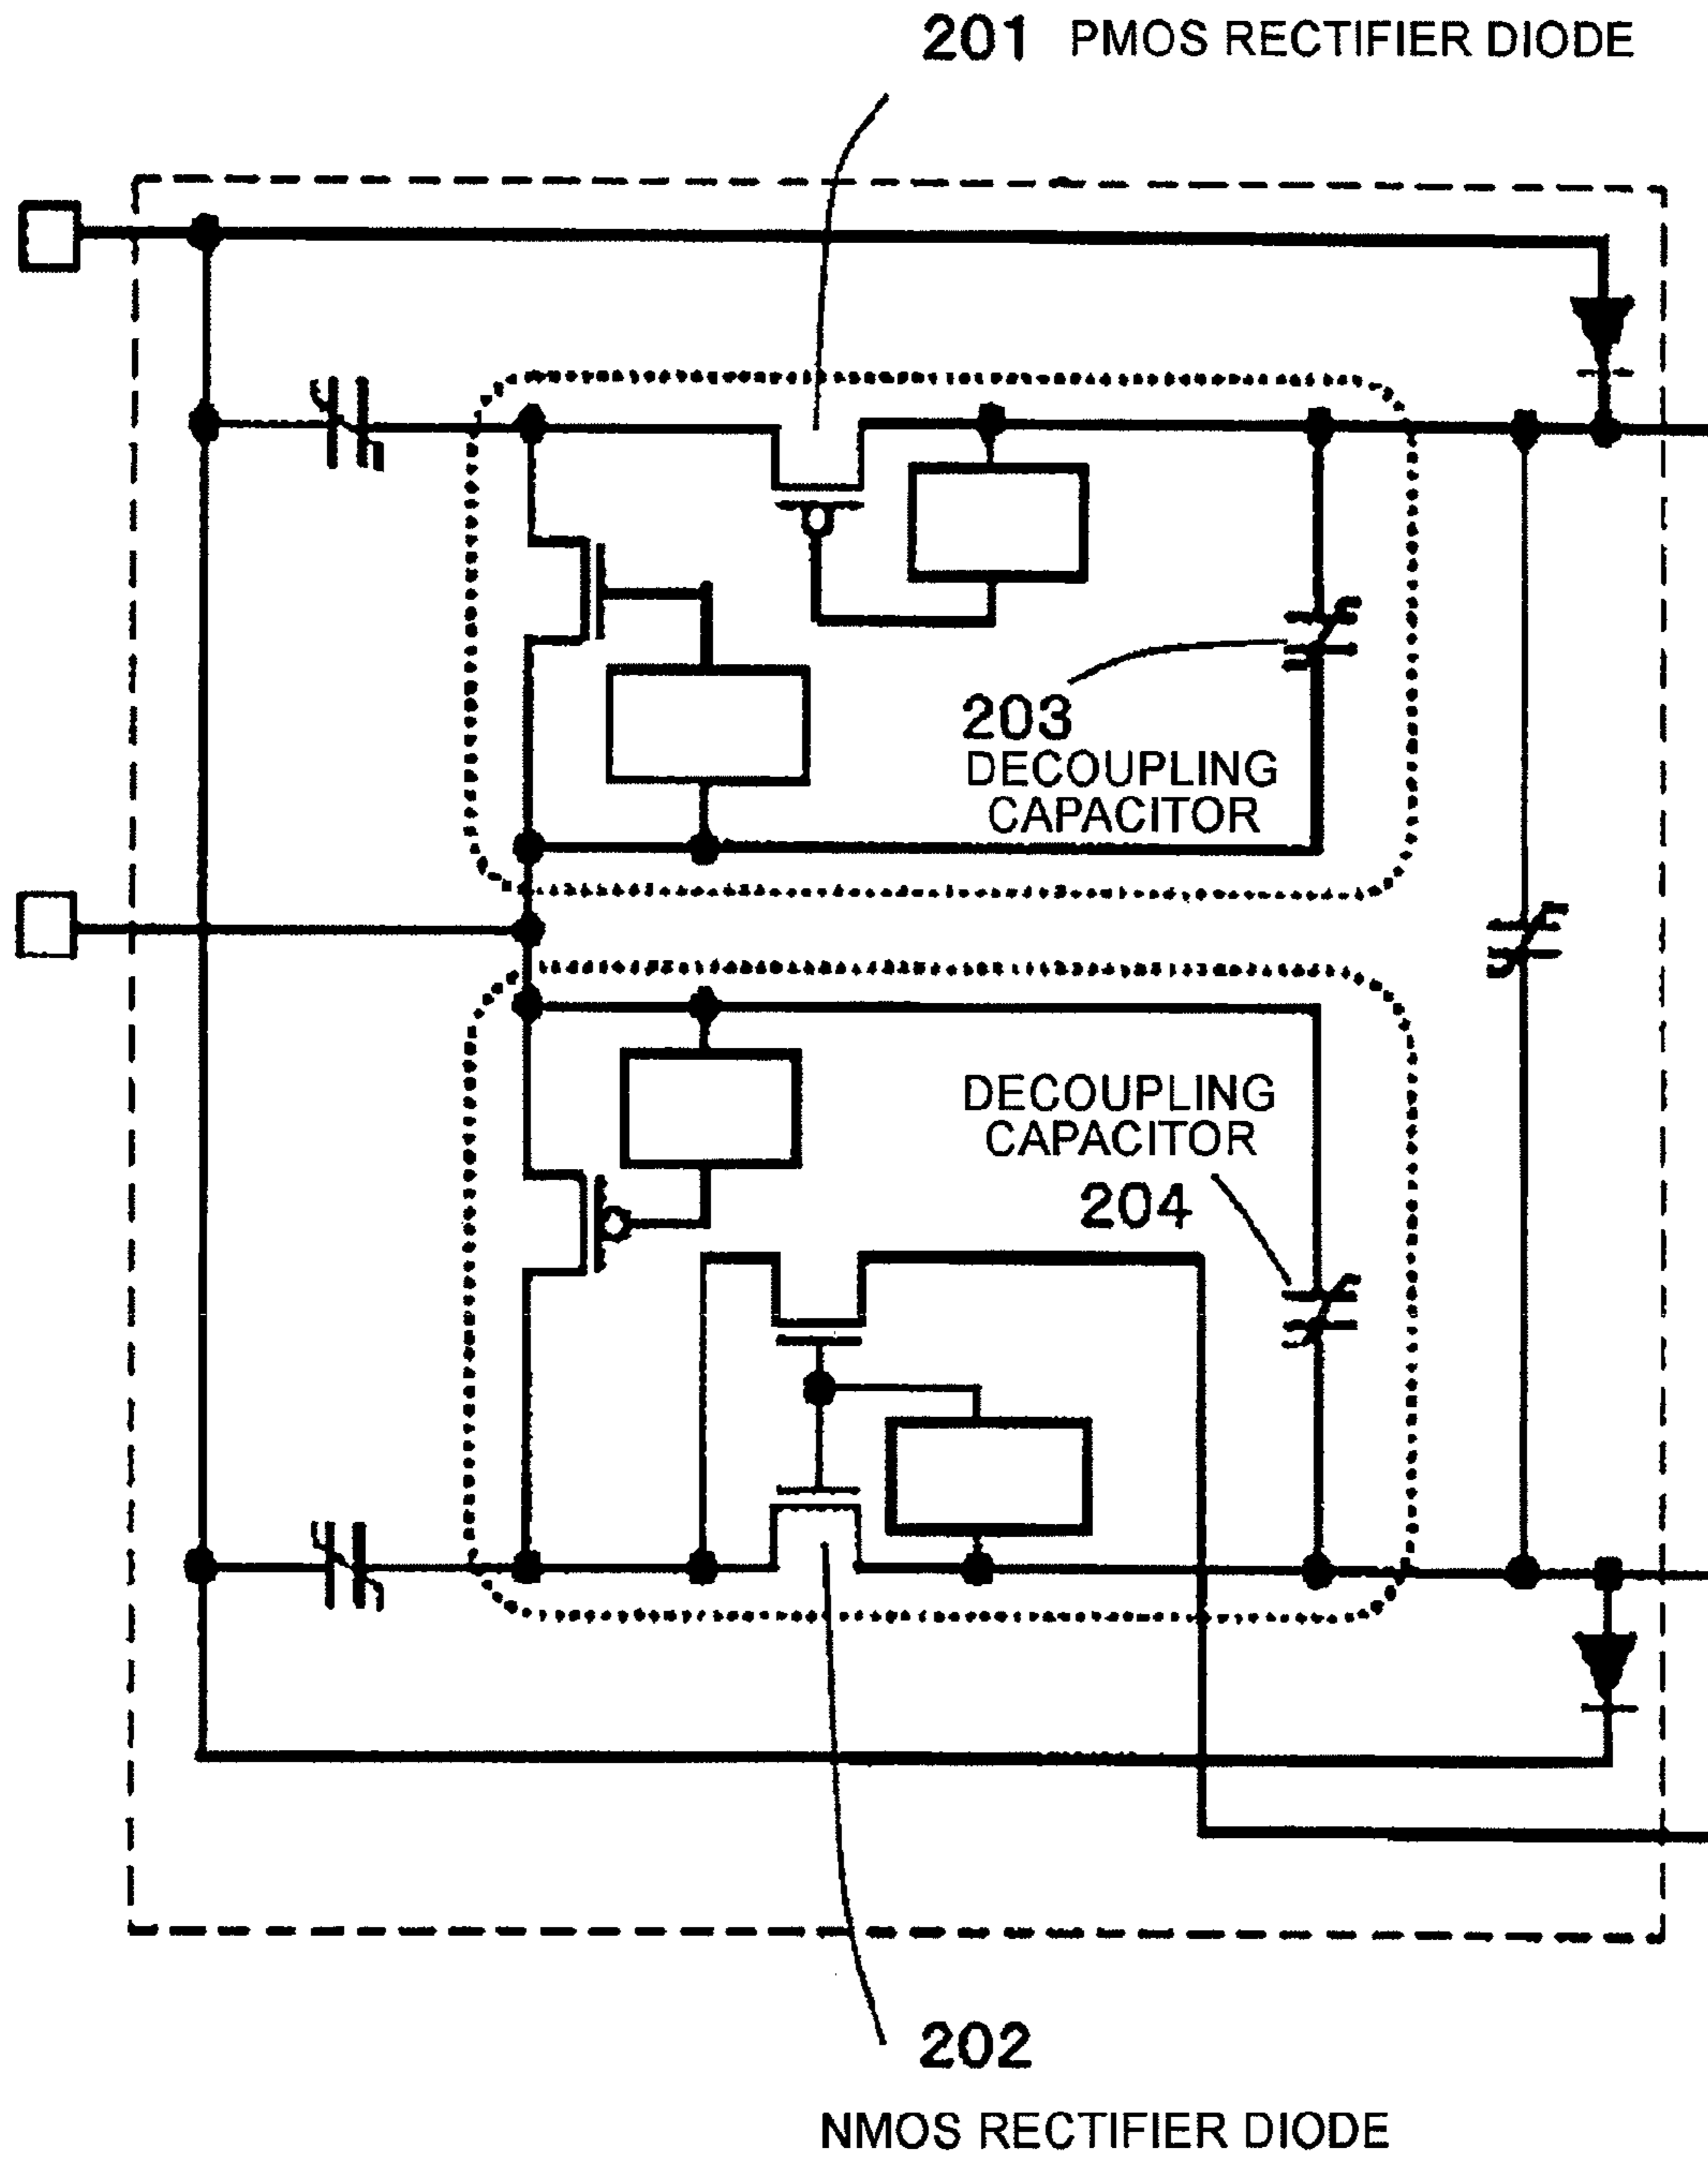 201 PMOS RECTIFIER DIODE
203
DECOUPLING
CAPACITOR
DECOUPLING
CAPACITOR
204
202
NMOS RECTIFIER DIODE